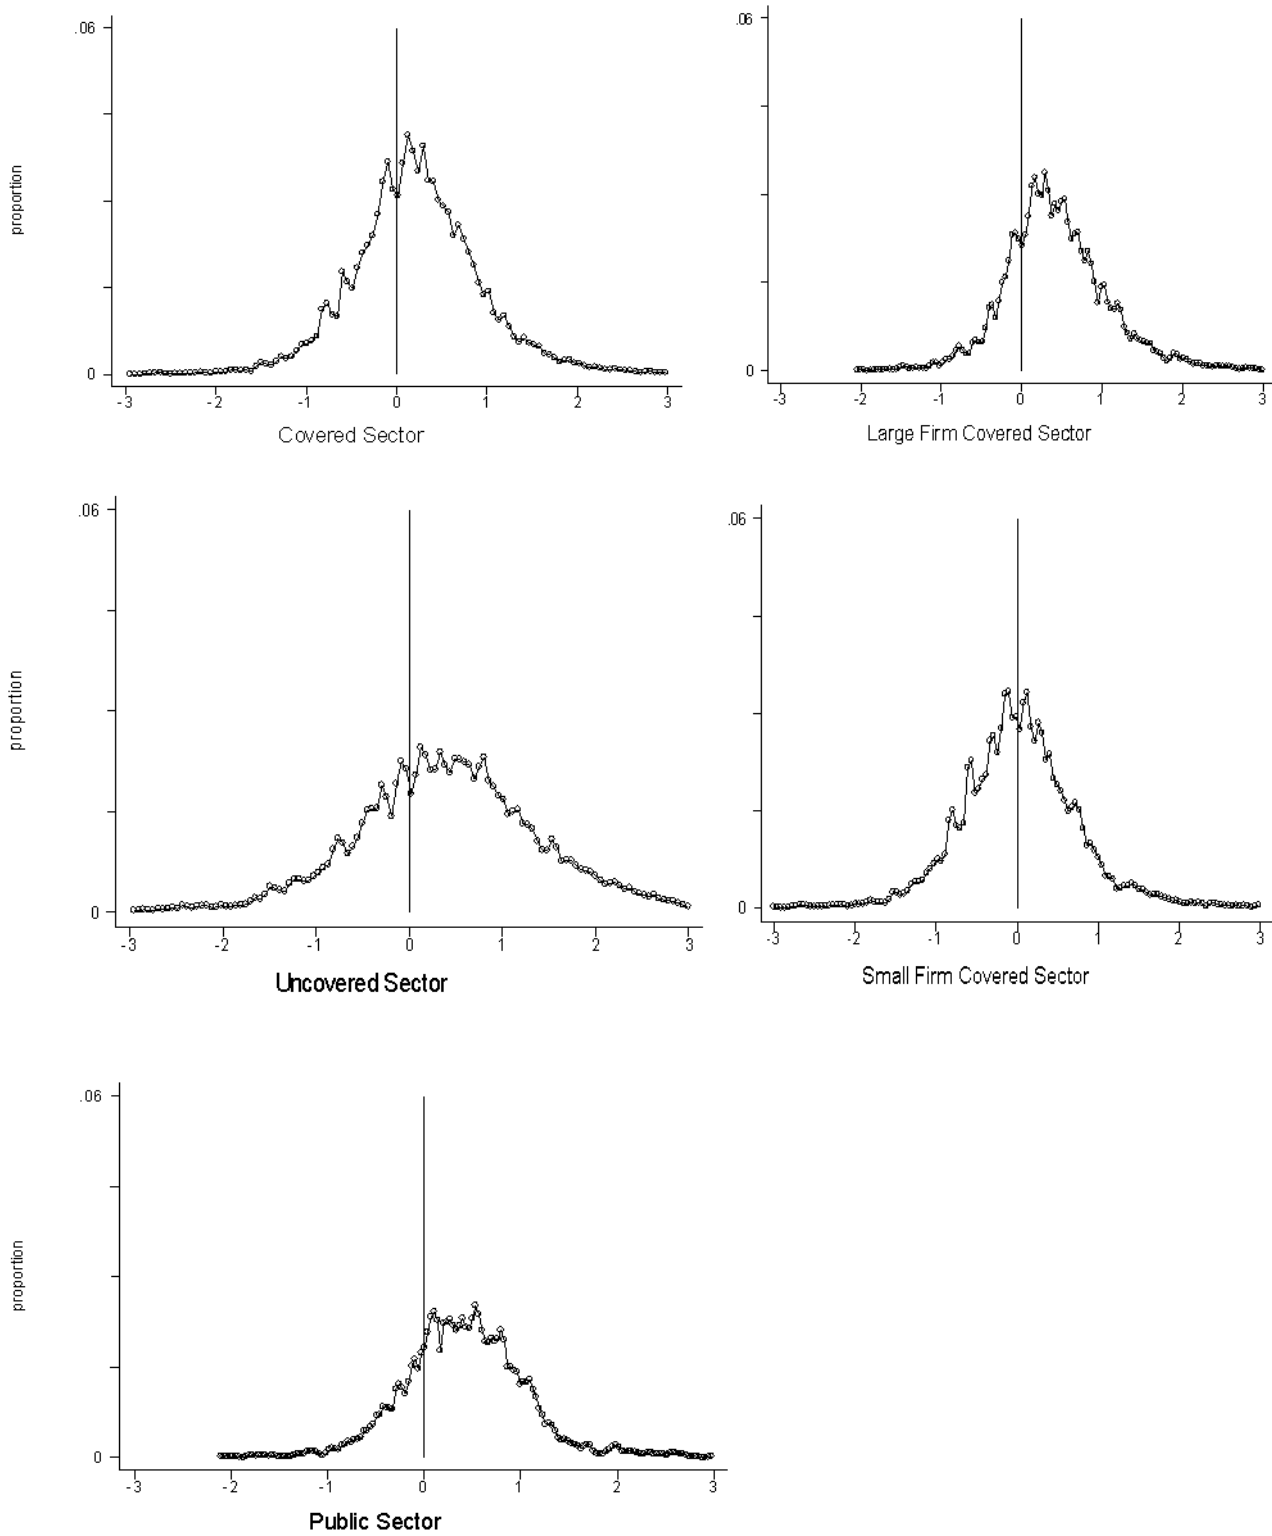 .06
proportion
0
-3 -2 -1 0 1 2 3
Covered Sector
.06
0
-3 -2 -1 0 1 2 3
Large Firm Covered Sector
.06
proportion
0
-3 -2 -1 0 1 2 3
Uncovered Sector
.06
0
-3 -2 -1 0 1 2 3
Small Firm Covered Sector
.06
proportion
0
-3 -2 -1 0 1 2 3
Public Sector